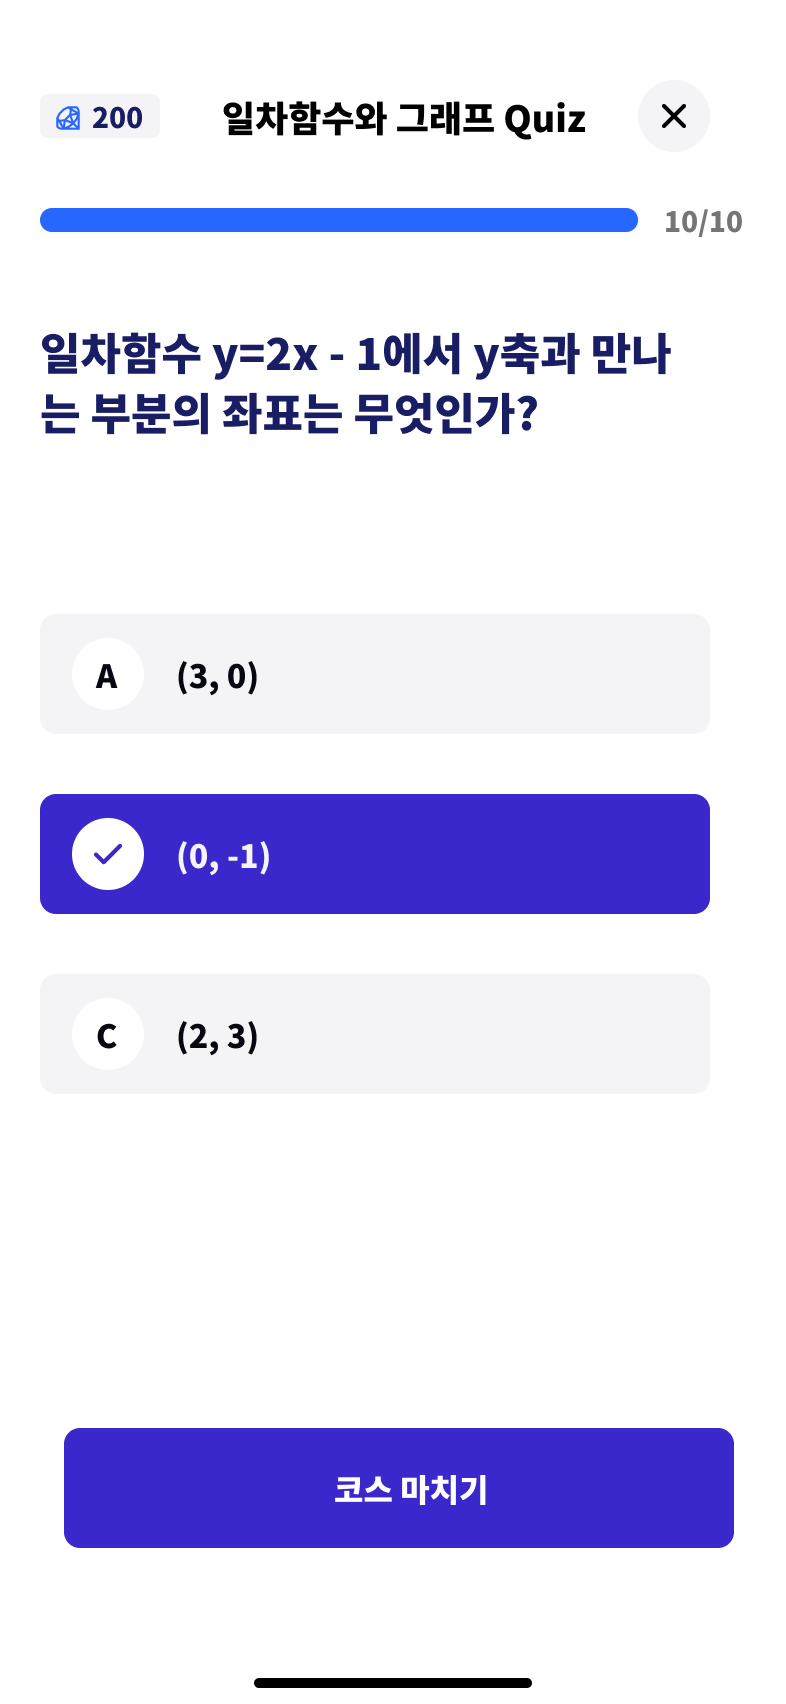 200
일차함수와 그래프 Quiz
10/10
일차함수 y=2x - 1에서 y축과 만나
는 부분의 좌표는 무엇인가?
A
(3, 0)
(0, -1)
C
(2, 3)
코스 마치기